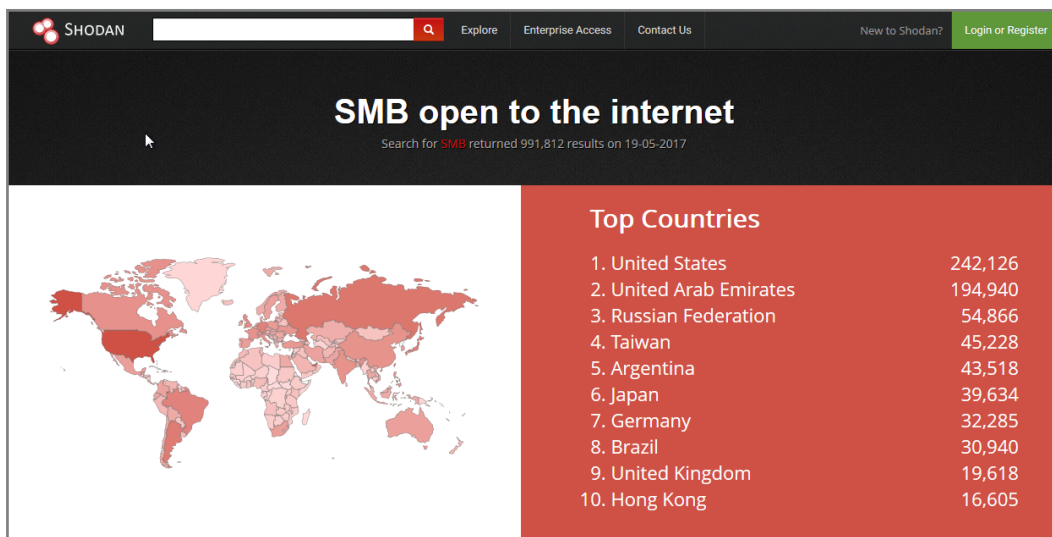 SHODAN Explore Enterprise Access Contact Us New to Shodan? Login or Register
SMB open to the internet
Search for SMB returned 991,812 results on 19-05-2017
Top Countries
1. United States 242,126
2. United Arab Emirates 194,940
3. Russian Federation 54,866
4. Taiwan 45,228
5. Argentina 43,518
6. Japan 39,634
7. Germany 32,285
8. Brazil 30,940
9. United Kingdom 19,618
10. Hong Kong 16,605